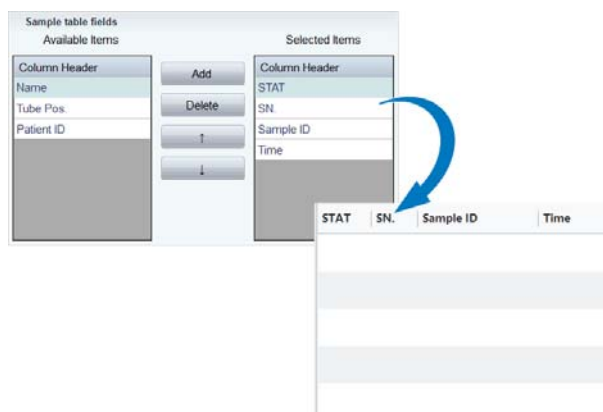 Sample table fields
Available Items
Selected Items
Column Header
Name
Tube Pos.
Patient ID
Add
Delete
↑
↓
Column Header
STAT
SN.
Sample ID
Time
STAT SN. Sample ID Time